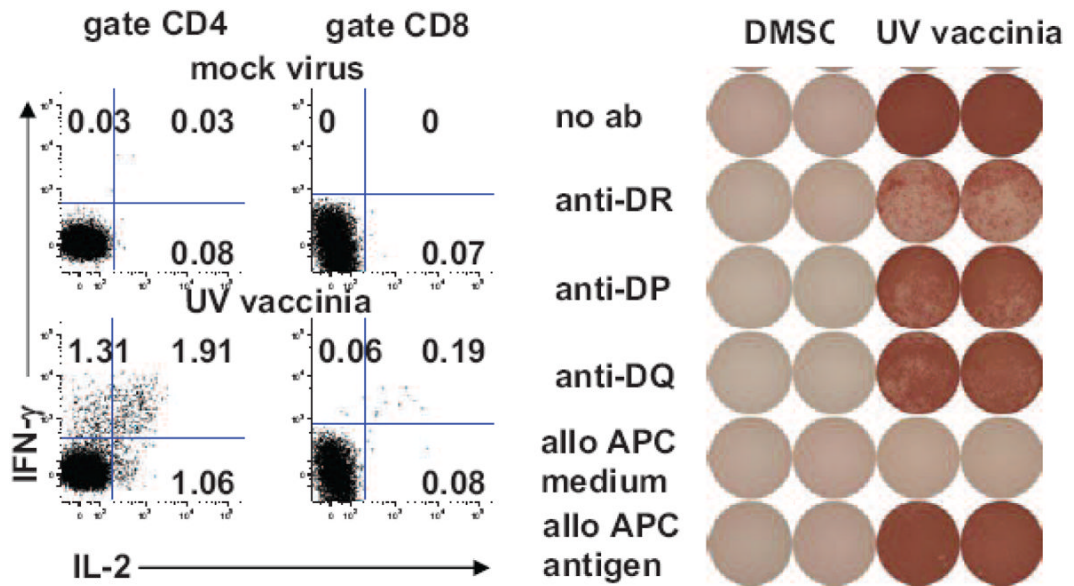 gate CD4 gate CD8
mock virus
0.03 0.03 0 0
0.08 0.07
UV vaccinia
1.31 1.91 0.06 0.19
1.06 0.08
IFN-γ
IL-2
DMSO UV vaccinia
no ab
anti-DR
anti-DP
anti-DQ
allo APC
medium
allo APC
antigen